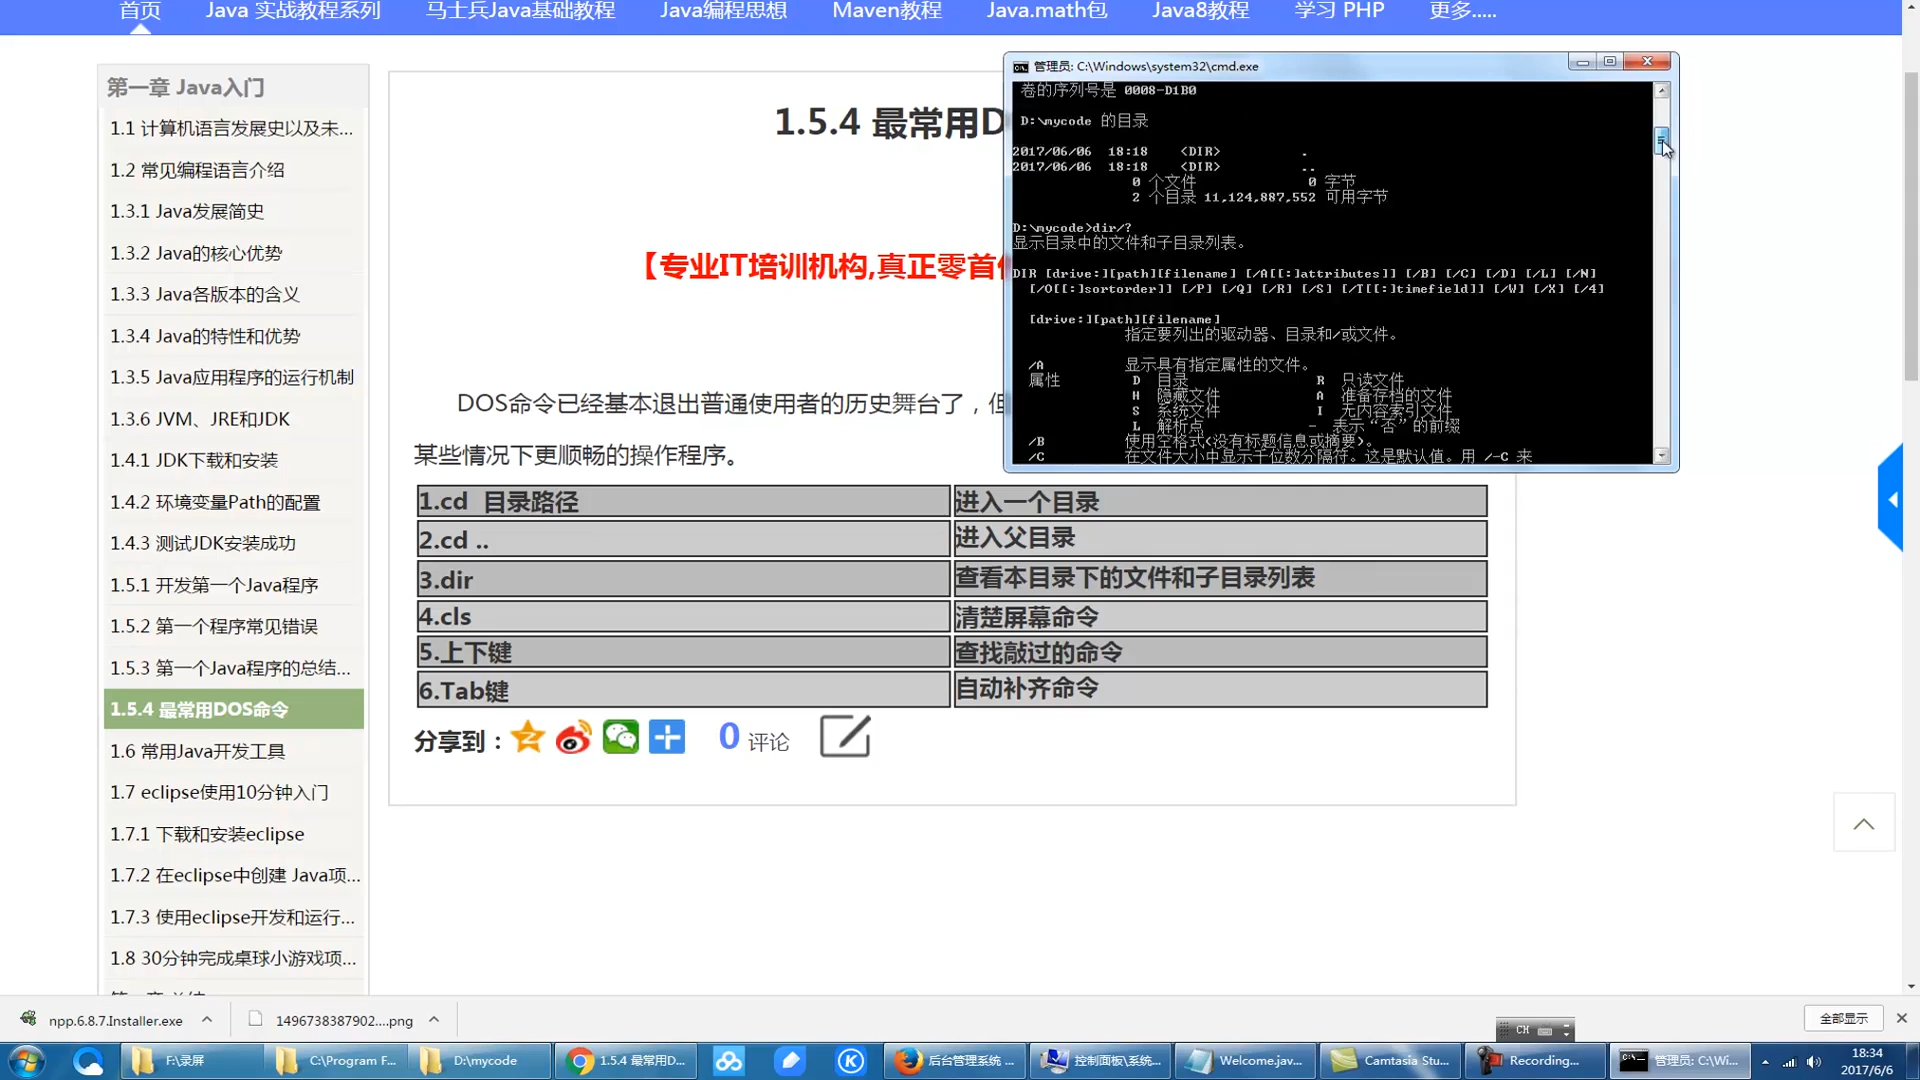 首页 Java 实战教程系列 马士兵Java基础教程 Java编程思想 Maven教程 Java.math包 Java8教程 学习 PHP 更多.....
第一章 Java入门
1.1 计算机语言发展史以及未...
1.2 常见编程语言介绍
1.3.1 Java发展简史
1.3.2 Java的核心优势
1.3.3 Java各版本的含义
1.3.4 Java的特性和优势
1.3.5 Java应用程序的运行机制
1.3.6 JVM、JRE和JDK
1.4.1 JDK下载和安装
1.4.2 环境变量Path的配置
1.4.3 测试JDK安装成功
1.5.1 开发第一个Java程序
1.5.2 第一个程序常见错误
1.5.3 第一个Java程序的总结...
1.5.4 最常用DOS命令
1.6 常用Java开发工具
1.7 eclipse使用10分钟入门
1.7.1 下载和安装eclipse
1.7.2 在eclipse中创建 Java项...
1.7.3 使用eclipse开发和运行...
1.8 30分钟完成桌球小游戏项...
1.5.4 最常用D
【专业IT培训机构,真正零首
DOS命令已经基本退出普通使用者的历史舞台了，但
某些情况下更顺畅的操作程序。
1.cd 目录路径 进入一个目录
2.cd .. 进入父目录
3.dir 查看本目录下的文件和子目录列表
4.cls 清楚屏幕命令
5.上下键 查找敲过的命令
6.Tab键 自动补齐命令
分享到： 0 评论
管理员: C:\Windows\system32\cmd.exe
卷的序列号是 0008-D1B0
D:\mycode 的目录
2017/06/06 18:18 <DIR> .
2017/06/06 18:18 <DIR> ..
0 个文件 0 字节
2 个目录 11,124,887,552 可用字节
D:\mycode>dir/?
显示目录中的文件和子目录列表。
DIR [drive:][path][filename] [/A[[:]attributes]] [/B] [/C] [/D] [/L] [/N]
[/O[[:]sortorder]] [/P] [/Q] [/R] [/S] [/T[[:]timefield]] [/W] [/X] [/4]
[drive:][path][filename]
指定要列出的驱动器、目录和/或文件。
/A 显示具有指定属性的文件。
属性 D 目录 R 只读文件
H 隐藏文件 A 准备存档的文件
S 系统文件 I 无内容索引文件
L 解析点 - 表示“否”的前缀
/B 使用空格式(没有标题信息或摘要)。
/C 在文件大小中显示千位数分隔符。这是默认值。用 /-C 来
npp.6.8.7.Installer.exe 1496738387902....png 全部显示
CH
F:\录屏 C:\Program F... D:\mycode 1.5.4 最常用D... 后台管理系统 ... 控制面板\系统... Welcome.jav... Camtasia Stu... Recording... 管理员: C:\Wi... 18:34
2017/6/6